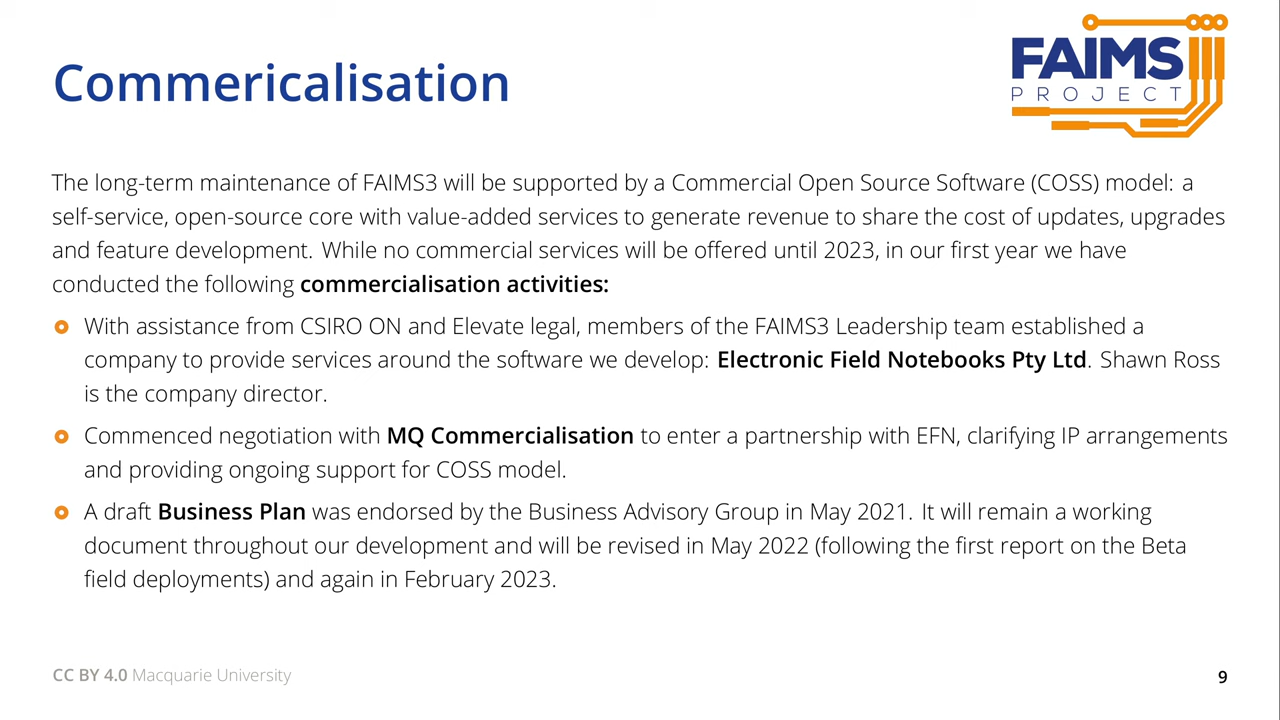 Commericalisation
FAIMS
PROJECT
The long-term maintenance of FAIMS3 will be supported by a Commercial Open Source Software (COSS) model: a
self-service, open-source core with value-added services to generate revenue to share the cost of updates, upgrades
and feature development. While no commercial services will be offered until 2023, in our first year we have
conducted the following commercialisation activities:
With assistance from CSIRO ON and Elevate legal, members of the FAIMS3 Leadership team established a
company to provide services around the software we develop: Electronic Field Notebooks Pty Ltd. Shawn Ross
is the company director.
Commenced negotiation with MQ Commercialisation to enter a partnership with EFN, clarifying IP arrangements
and providing ongoing support for COSS model.
A draft Business Plan was endorsed by the Business Advisory Group in May 2021. It will remain a working
document throughout our development and will be revised in May 2022 (following the first report on the Beta
field deployments) and again in February 2023.
CC BY 4.0 Macquarie University
9